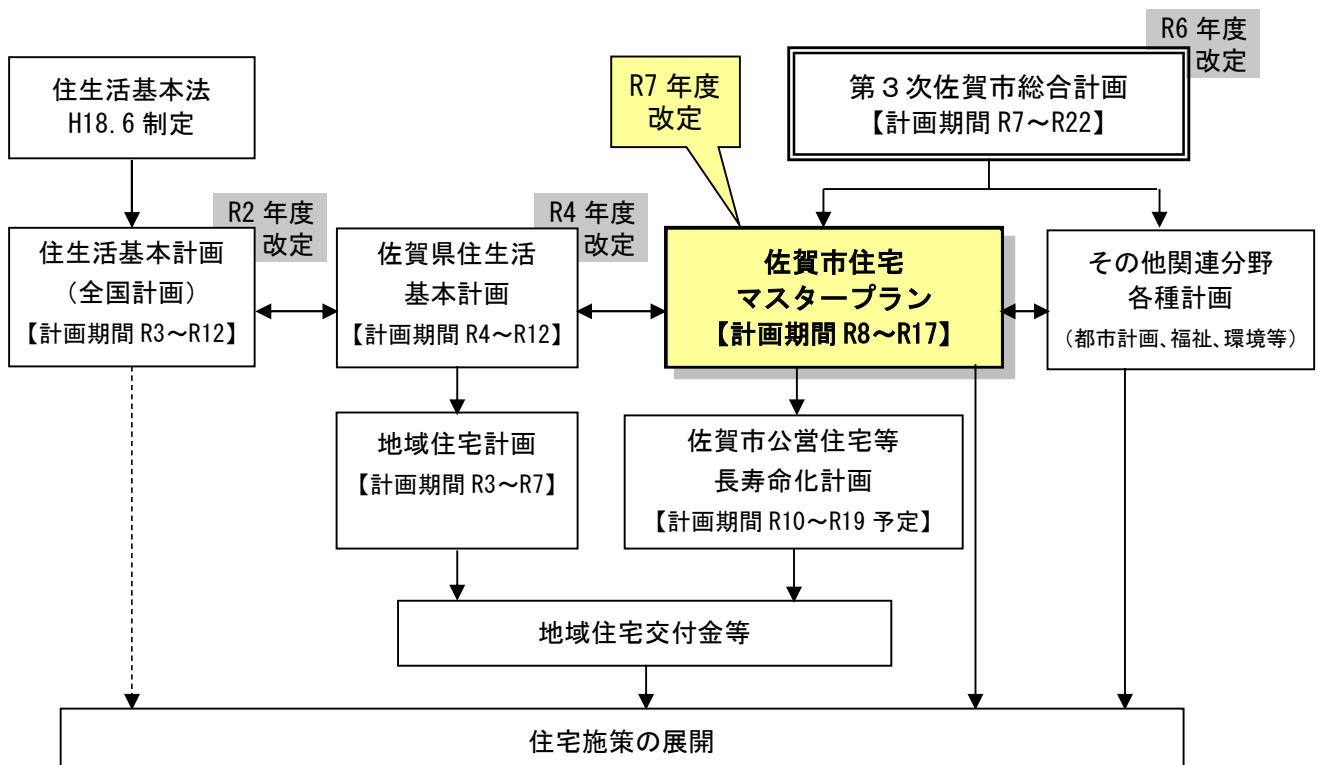 住生活基本法
H18.6 制定
R7 年度
改定
R6 年度
改定
第３次佐賀市総合計画
【計画期間 R7～R22】
R2 年度
改定
住生活基本計画
（全国計画）
【計画期間 R3～R12】
R4 年度
改定
佐賀県住生活
基本計画
【計画期間 R4～R12】
佐賀市住宅
マスタープラン
【計画期間 R8～R17】
その他関連分野
各種計画
（都市計画、福祉、環境等）
地域住宅計画
【計画期間 R3～R7】
佐賀市公営住宅等
長寿命化計画
【計画期間 R10～R19 予定】
地域住宅交付金等
住宅施策の展開